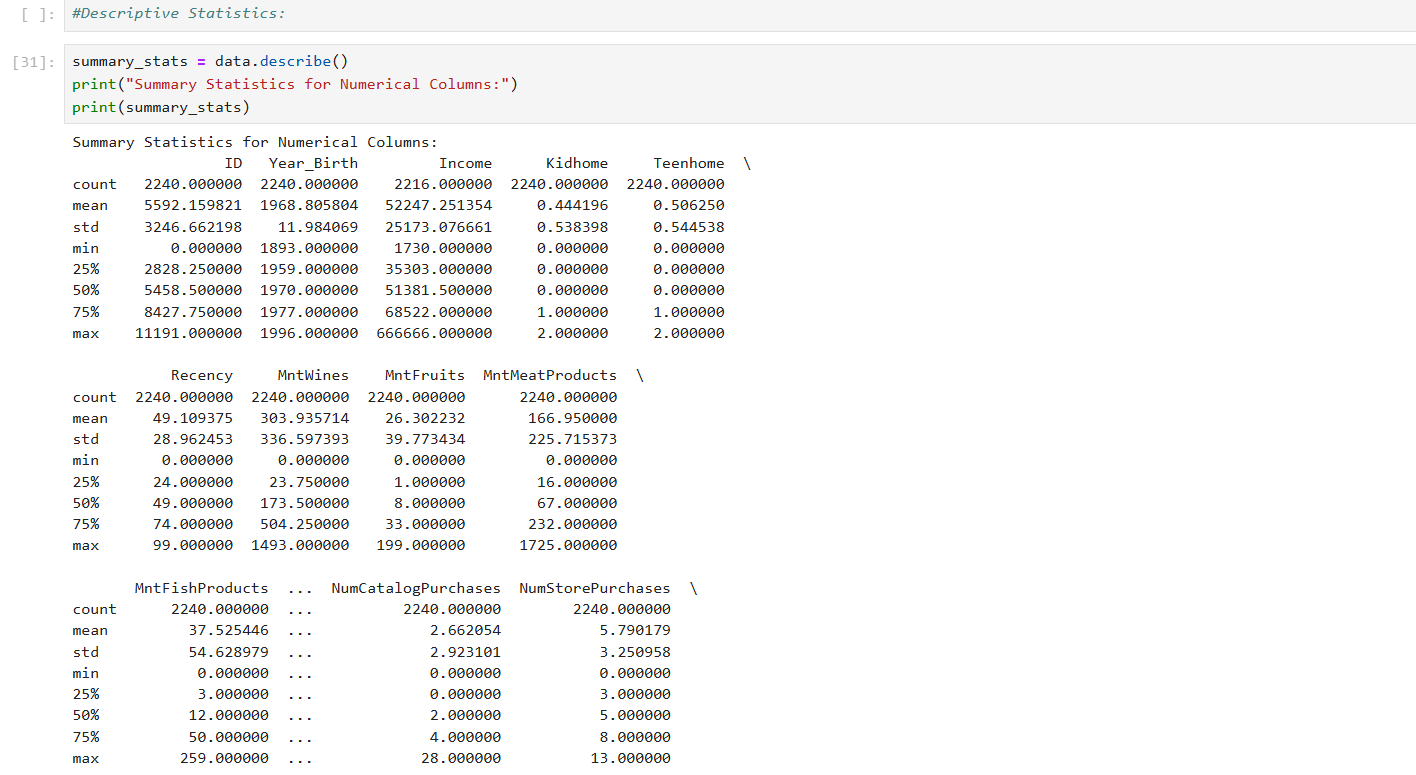 [ ]: #Descriptive Statistics:
[31]: summary_stats = data.describe()
print("Summary Statistics for Numerical Columns:")
print(summary_stats)
Summary Statistics for Numerical Columns:
ID Year_Birth Income Kidhome Teenhome \
count 2240.000000 2240.000000 2216.000000 2240.000000 2240.000000
mean 5592.159821 1968.805804 52247.251354 0.444196 0.506250
std 3246.662198 11.984069 25173.076661 0.538398 0.544538
min 0.000000 1893.000000 1730.000000 0.000000 0.000000
25% 2828.250000 1959.000000 35303.000000 0.000000 0.000000
50% 5458.500000 1970.000000 51381.500000 0.000000 0.000000
75% 8427.750000 1977.000000 68522.000000 1.000000 1.000000
max 11191.000000 1996.000000 666666.000000 2.000000 2.000000
Recency MntWines MntFruits MntMeatProducts \
count 2240.000000 2240.000000 2240.000000 2240.000000
mean 49.109375 303.935714 26.302232 166.950000
std 28.962453 336.597393 39.773434 225.715373
min 0.000000 0.000000 0.000000 0.000000
25% 24.000000 23.750000 1.000000 16.000000
50% 49.000000 173.500000 8.000000 67.000000
75% 74.000000 504.250000 33.000000 232.000000
max 99.000000 1493.000000 199.000000 1725.000000
MntFishProducts ... NumCatalogPurchases NumStorePurchases \
count 2240.000000 ... 2240.000000 2240.000000
mean 37.525446 ... 2.662054 5.790179
std 54.628979 ... 2.923101 3.250958
min 0.000000 ... 0.000000 0.000000
25% 3.000000 ... 0.000000 3.000000
50% 12.000000 ... 2.000000 5.000000
75% 50.000000 ... 4.000000 8.000000
max 259.000000 ... 28.000000 13.000000